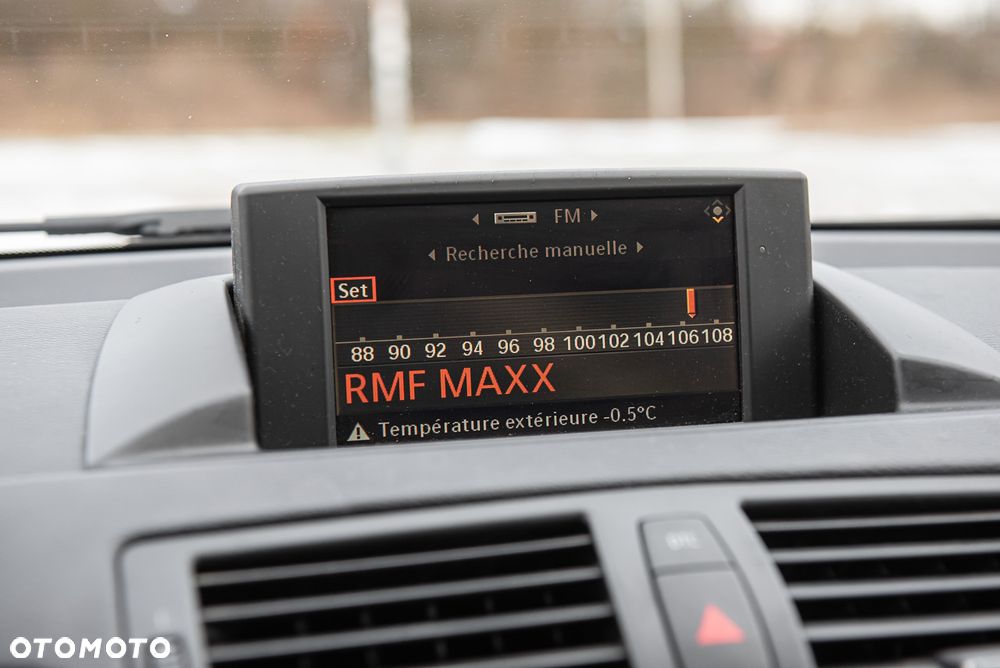 FM
Recherche manuelle
Set
88 90 92 94 96 98 100 102 104 106 108
RMF MAXX
Température extérieure -0.5°C
OTOMOTO